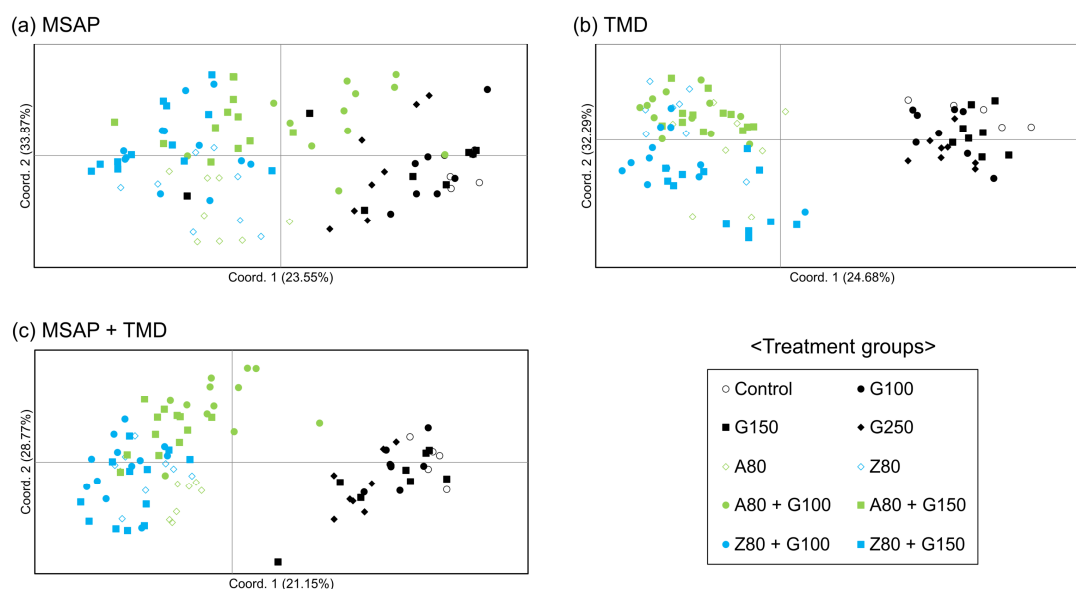 (a) MSAP
(b) TMD
Coord. 2 (33.87%)
Coord. 2 (32.29%)
Coord. 1 (23.55%)
Coord. 1 (24.68%)
(c) MSAP + TMD
Coord. 2 (28.77%)
Coord. 1 (21.15%)
<Treatment groups>
Control
G100
G150
G250
A80
Z80
A80 + G100
A80 + G150
Z80 + G100
Z80 + G150